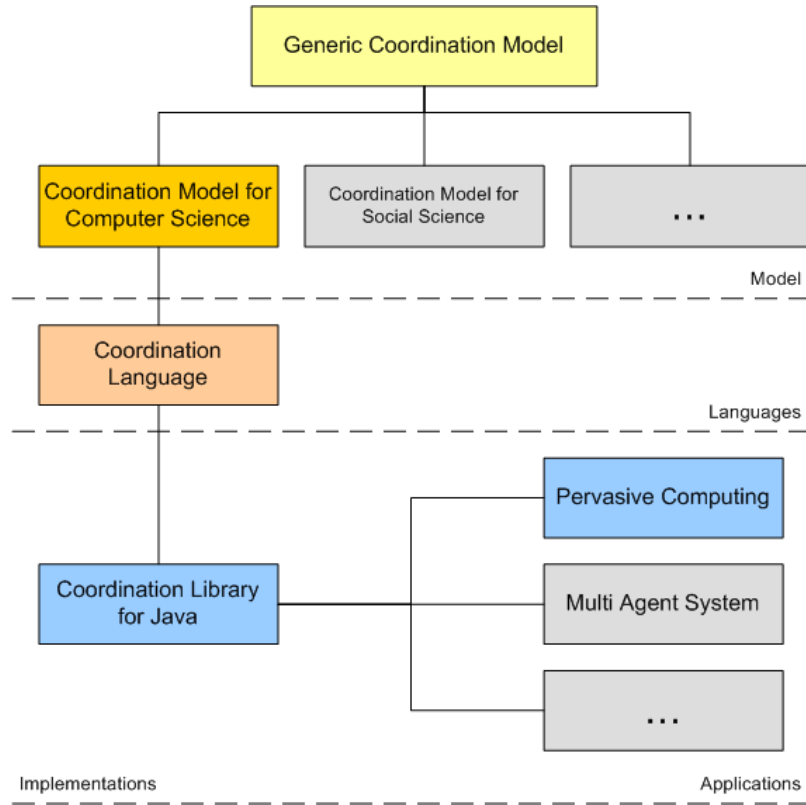 Generic Coordination Model
Coordination Model for
Computer Science
Coordination Model for
Social Science
...
Model
Coordination
Language
Languages
Pervasive Computing
Coordination Library
for Java
Multi Agent System
...
Implementations
Applications